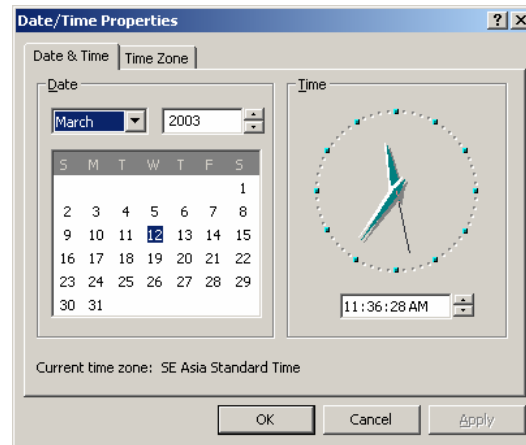 Date/Time Properties
Date & Time
Time Zone
Date
March
2003
S M T W T F S
1
2 3 4 5 6 7 8
9 10 11 12 13 14 15
16 17 18 19 20 21 22
23 24 25 26 27 28 29
30 31
Time
11:36:28 AM
Current time zone: SE Asia Standard Time
OK
Cancel
Apply